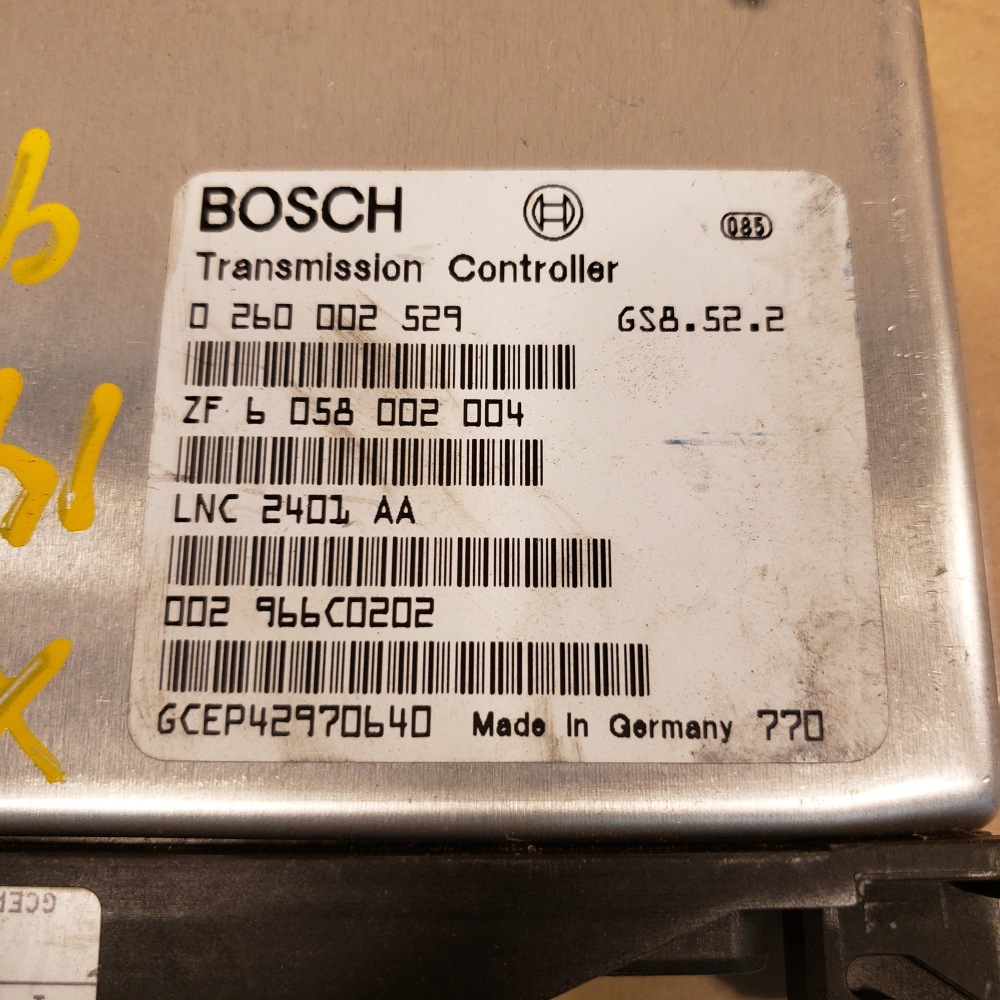 BOSCH
085
Transmission Controller
0 260 002 529 GS8.52.2
ZF 6 058 002 004
LNC 2401 AA
002 966C0202
GCEP42970640 Made in Germany 770